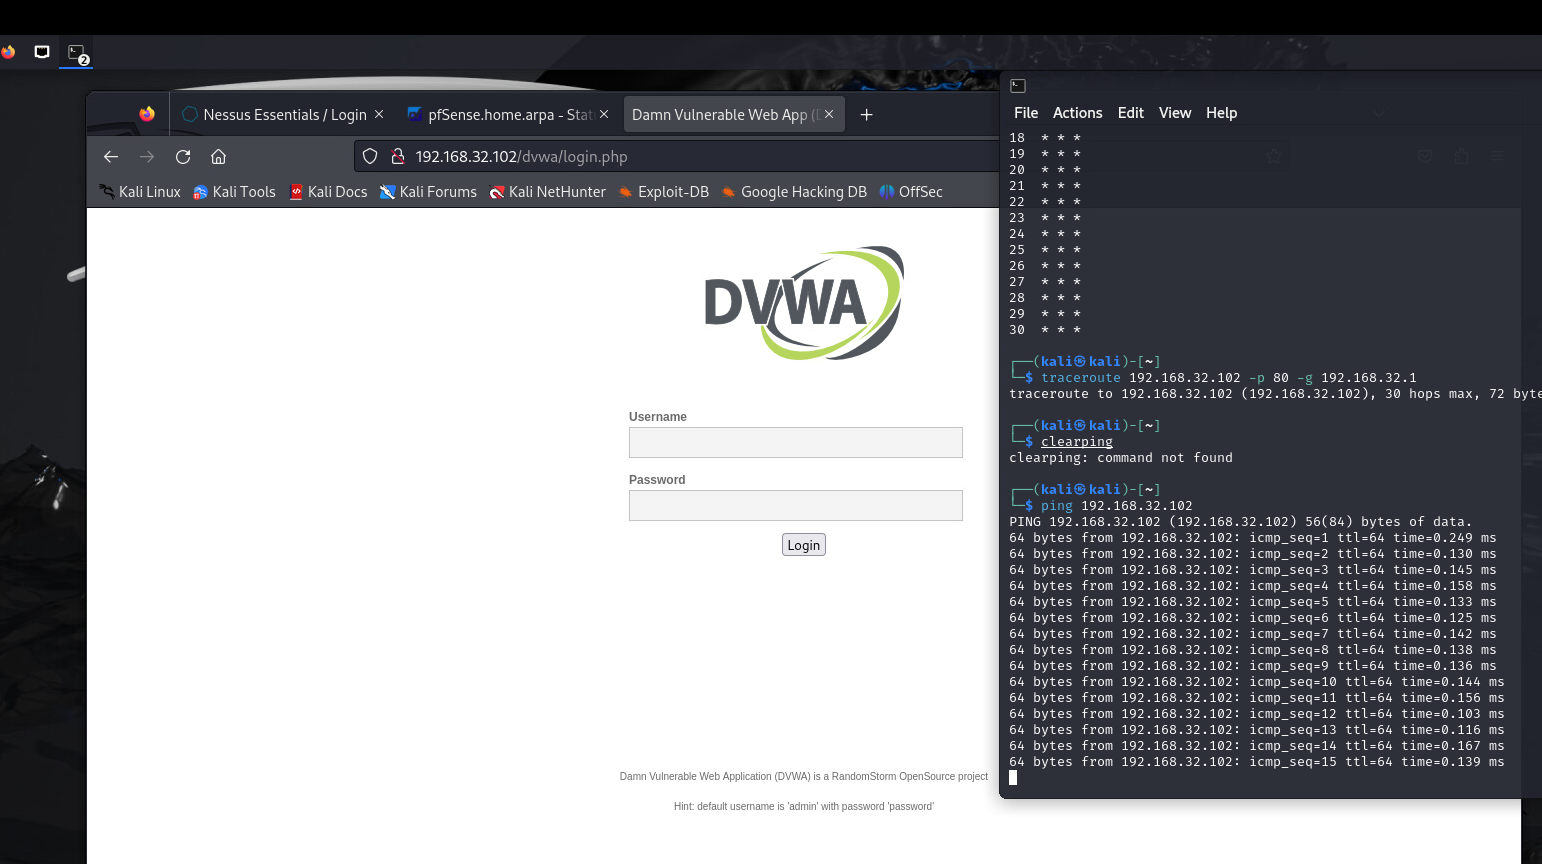 2
Nessus Essentials / Login
pfSense.home.arpa - Stat
Damn Vulnerable Web App (D
192.168.32.102/dvwa/login.php
Kali Linux Kali Tools Kali Docs Kali Forums Kali NetHunter Exploit-DB Google Hacking DB OffSec
DVWA
Username
Password
Login
Damn Vulnerable Web Application (DVWA) is a RandomStorm OpenSource project
Hint: default username is 'admin' with password 'password'
File Actions Edit View Help
18 * * *
19 * * *
20 * * *
21 * * *
22 * * *
23 * * *
24 * * *
25 * * *
26 * * *
27 * * *
28 * * *
29 * * *
30 * * *
┌──(kali㉿kali)-[~]
└─$ traceroute 192.168.32.102 -p 80 -g 192.168.32.1
traceroute to 192.168.32.102 (192.168.32.102), 30 hops max, 72 byte
┌──(kali㉿kali)-[~]
└─$ clearping
clearping: command not found
┌──(kali㉿kali)-[~]
└─$ ping 192.168.32.102
PING 192.168.32.102 (192.168.32.102) 56(84) bytes of data.
64 bytes from 192.168.32.102: icmp_seq=1 ttl=64 time=0.249 ms
64 bytes from 192.168.32.102: icmp_seq=2 ttl=64 time=0.130 ms
64 bytes from 192.168.32.102: icmp_seq=3 ttl=64 time=0.145 ms
64 bytes from 192.168.32.102: icmp_seq=4 ttl=64 time=0.158 ms
64 bytes from 192.168.32.102: icmp_seq=5 ttl=64 time=0.133 ms
64 bytes from 192.168.32.102: icmp_seq=6 ttl=64 time=0.125 ms
64 bytes from 192.168.32.102: icmp_seq=7 ttl=64 time=0.142 ms
64 bytes from 192.168.32.102: icmp_seq=8 ttl=64 time=0.138 ms
64 bytes from 192.168.32.102: icmp_seq=9 ttl=64 time=0.136 ms
64 bytes from 192.168.32.102: icmp_seq=10 ttl=64 time=0.144 ms
64 bytes from 192.168.32.102: icmp_seq=11 ttl=64 time=0.156 ms
64 bytes from 192.168.32.102: icmp_seq=12 ttl=64 time=0.103 ms
64 bytes from 192.168.32.102: icmp_seq=13 ttl=64 time=0.116 ms
64 bytes from 192.168.32.102: icmp_seq=14 ttl=64 time=0.167 ms
64 bytes from 192.168.32.102: icmp_seq=15 ttl=64 time=0.139 ms